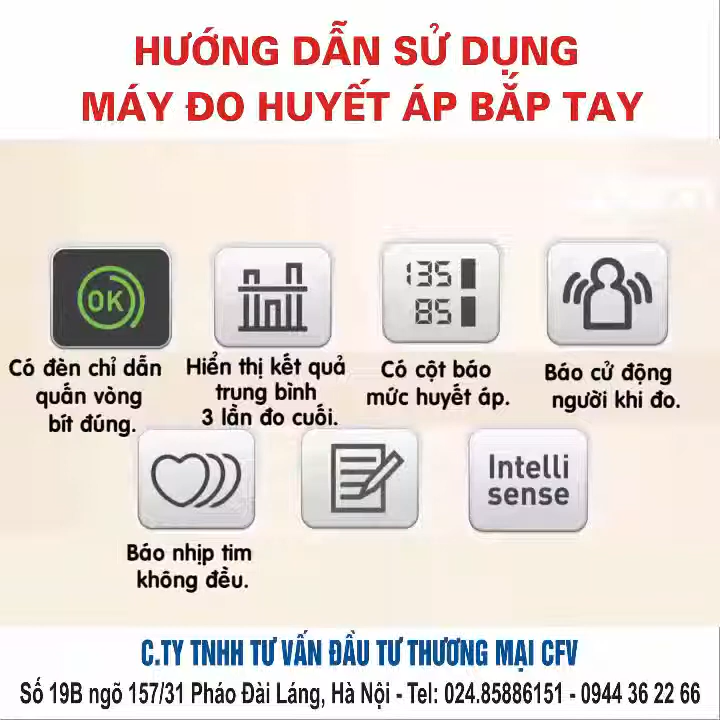 HƯỚNG DẪN SỬ DỤNG
MÁY ĐO HUYẾT ÁP BẮP TAY
OK
135
85
Có đèn chỉ dẫn
quấn vòng
bít đúng.
Hiển thị kết quả
trung bình
3 lần đo cuối.
Có cột báo
mức huyết áp.
Báo cử động
người khi đo.
Intelli
sense
Báo nhịp tim
không đều.
C.TY TNHH TƯ VẤN ĐẦU TƯ THƯƠNG MẠI CFV
Số 19B ngõ 157/31 Pháo Đài Láng, Hà Nội - Tel: 024.85886151 - 0944 36 22 66